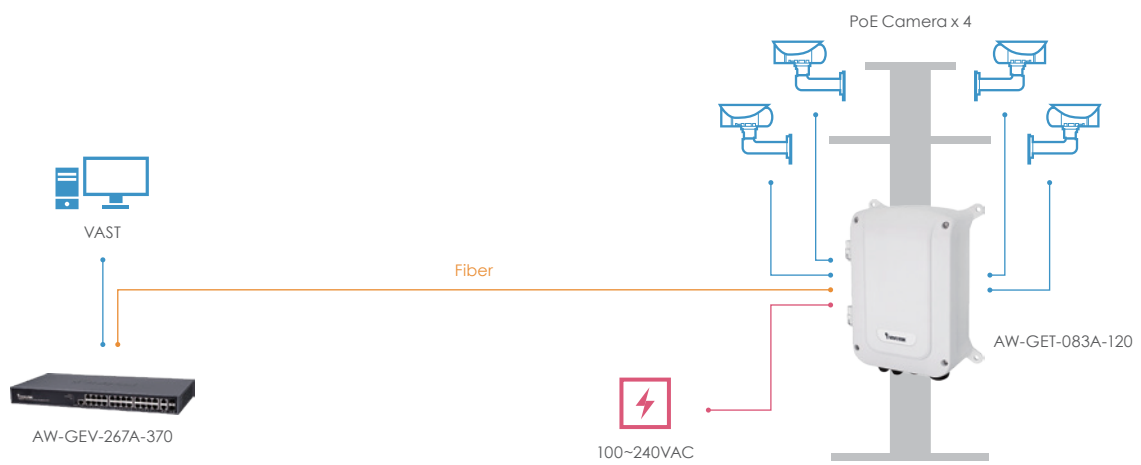 PoE Camera x 4
VAST
Fiber
AW-GET-083A-120
AW-GEV-267A-370
100~240VAC